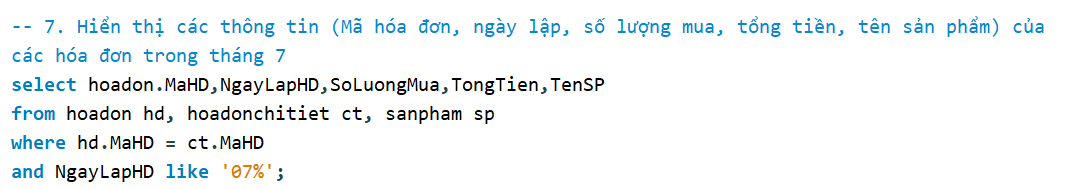 -- 7. Hiển thị các thông tin (Mã hóa đơn, ngày lập, số lượng mua, tổng tiền, tên sản phẩm) của
các hóa đơn trong tháng 7
select hoadon.MaHD,NgayLapHD,SoLuongMua,TongTien,TenSP
from hoadon hd, hoadonchitiet ct, sanpham sp
where hd.MaHD = ct.MaHD
and NgayLapHD like '07%';